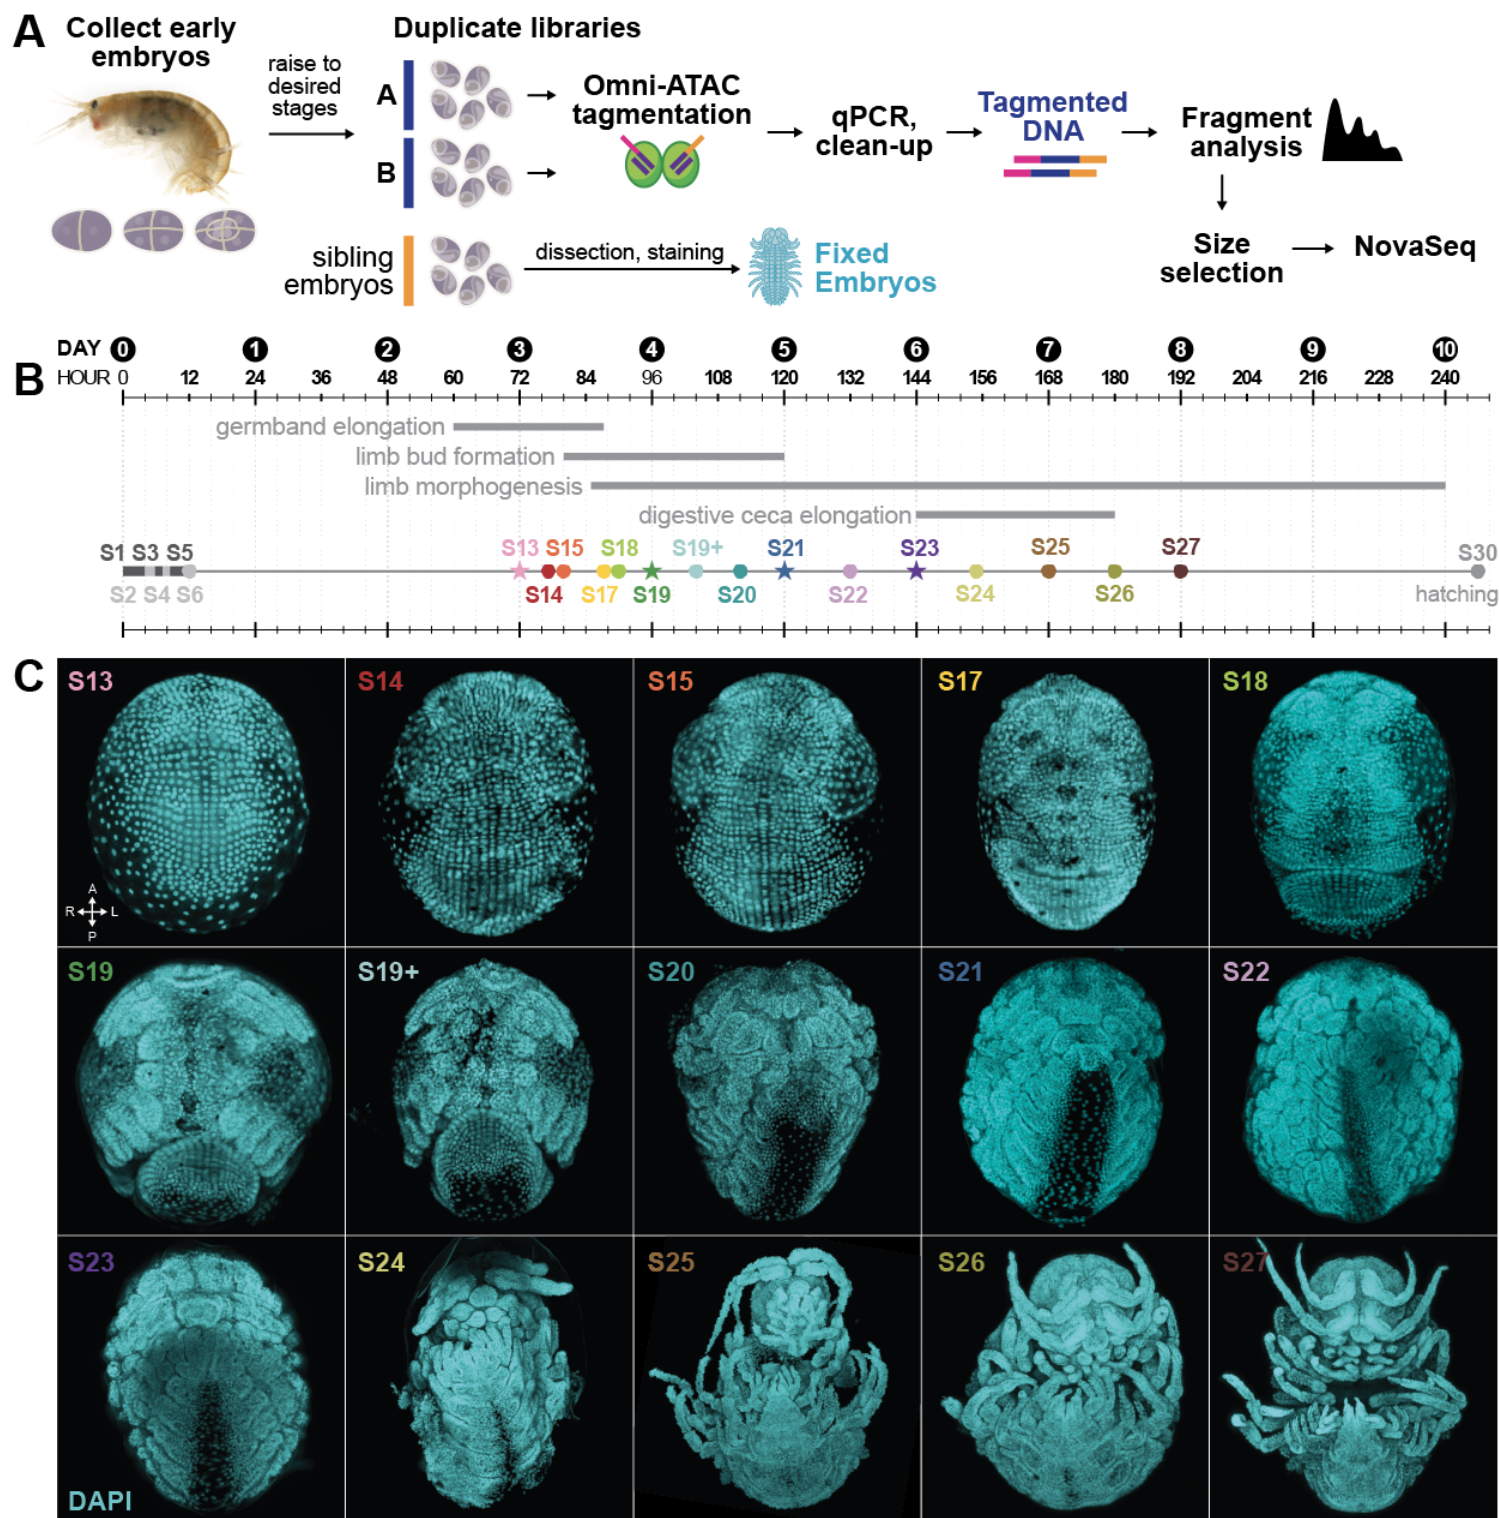 A
Collect early
embryos
raise to
desired
stages
Duplicate libraries
A
B
Omni-ATAC
tagmentation
qPCR,
clean-up
Tagmented
DNA
Fragment
analysis
Size
selection
NovaSeq
sibling
embryos
dissection, staining
Fixed
Embryos
B
DAY 0 1 2 3 4 5 6 7 8 9 10
HOUR 0 12 24 36 48 60 72 84 96 108 120 132 144 156 168 180 192 204 216 228 240
germband elongation
limb bud formation
limb morphogenesis
digestive ceca elongation
S1 S3 S5 S13 S15 S18 S19+ S21 S23 S25 S27 S30
S2 S4 S6 S14 S17 S19 S20 S22 S24 S26 hatching
C
S13 S14 S15 S17 S18
A
R L
P
S19 S19+ S20 S21 S22
S23 S24 S25 S26 S27
DAPI